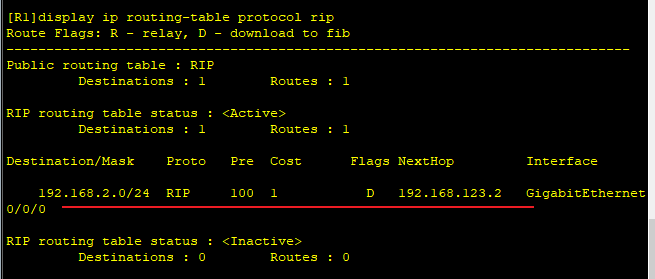 [R1]display ip routing-table protocol rip
Route Flags: R - relay, D - download to fib
------------------------------------------------------------------------------
Public routing table : RIP
         Destinations : 1        Routes : 1
RIP routing table status : <Active>
         Destinations : 1        Routes : 1
Destination/Mask    Proto   Pre  Cost      Flags NextHop         Interface
    192.168.2.0/24  RIP     100  1           D   192.168.123.2   GigabitEthernet
0/0/0
RIP routing table status : <Inactive>
         Destinations : 0        Routes : 0